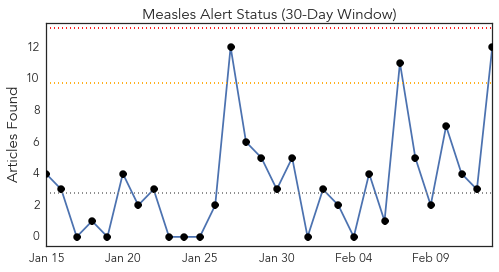 Measles Alert Status (30-Day Window)
Articles Found
12
10
8
6
4
2
0
Jan 15
Jan 20
Jan 25
Jan 30
Feb 04
Feb 09